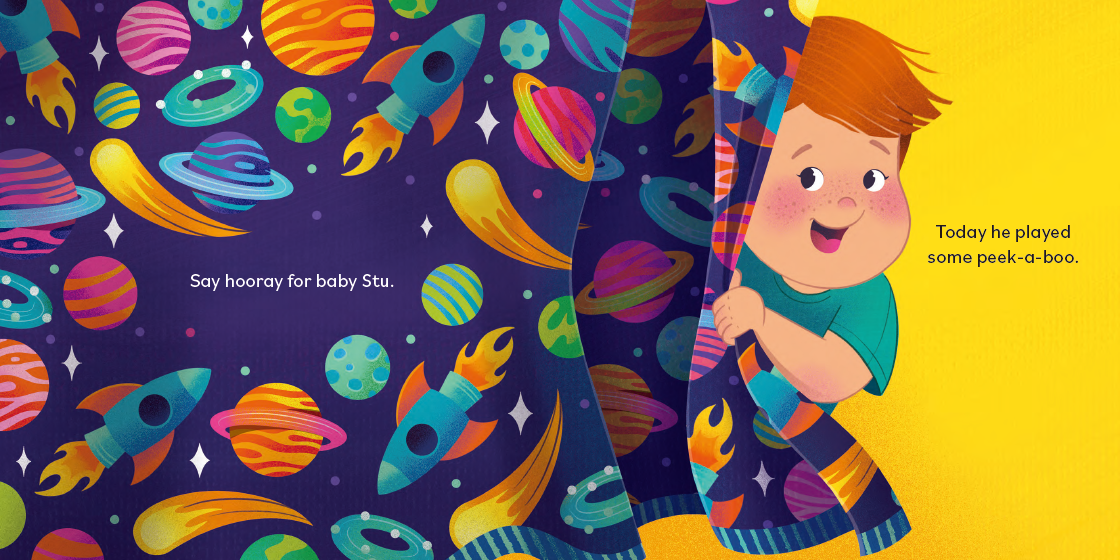 Say hooray for baby Stu.
Today he played
some peek-a-boo.